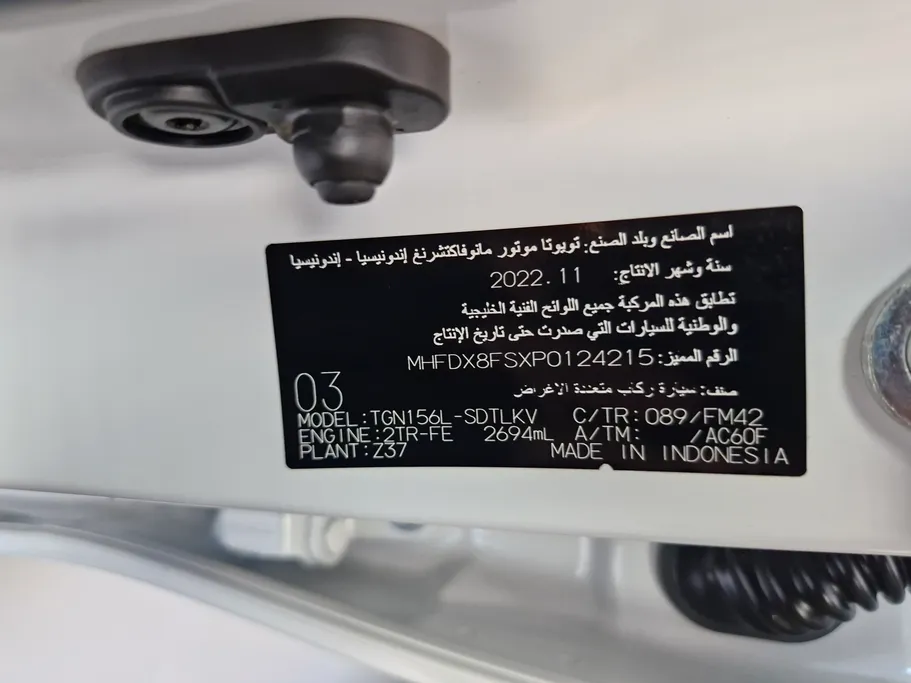 اسم الصانع وبلد الصنع: تويوتا موتور مانوفاكتشرنغ إندونيسيا - إندونيسيا
سنة وشهر الانتاج: 2022.11
تطابق هذه المركبة جميع اللوائح الفنية الخليجية
والوطنية للسيارات التي صدرت حتى تاريخ الإنتاج
الرقم المميز: MHFDX8FSXP0124215
صنف: سيارة ركاب متعددة الاغراض
03
MODEL:TGN156L-SDTLKV C/TR:089/FM42
ENGINE:2TR-FE 2694mL A/TM: /AC60F
PLANT:Z37 MADE IN INDONESIA